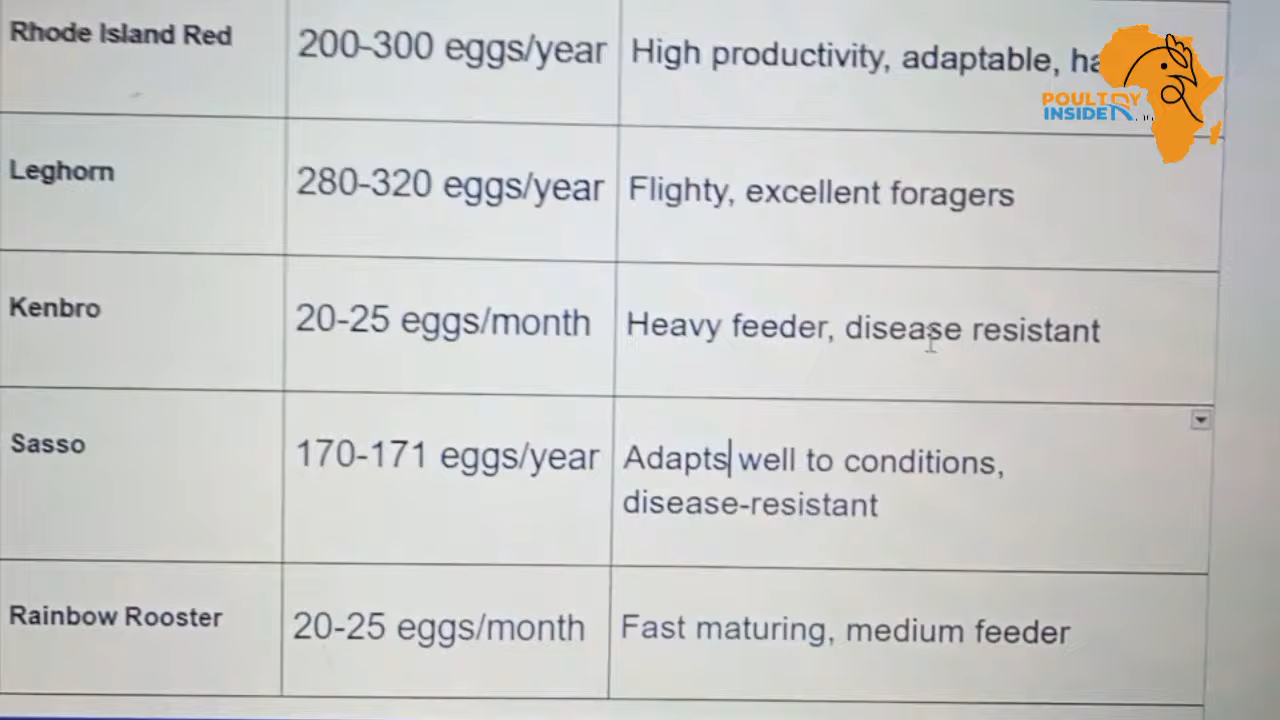 Rhode Island Red
200-300 eggs/year
High productivity, adaptable,
POULTRY
INSIDER
Leghorn
280-320 eggs/year
Flighty, excellent foragers
Kenbro
20-25 eggs/month
Heavy feeder, disease resistant
Sasso
170-171 eggs/year
Adapts well to conditions,
disease-resistant
Rainbow Rooster
20-25 eggs/month
Fast maturing, medium feeder